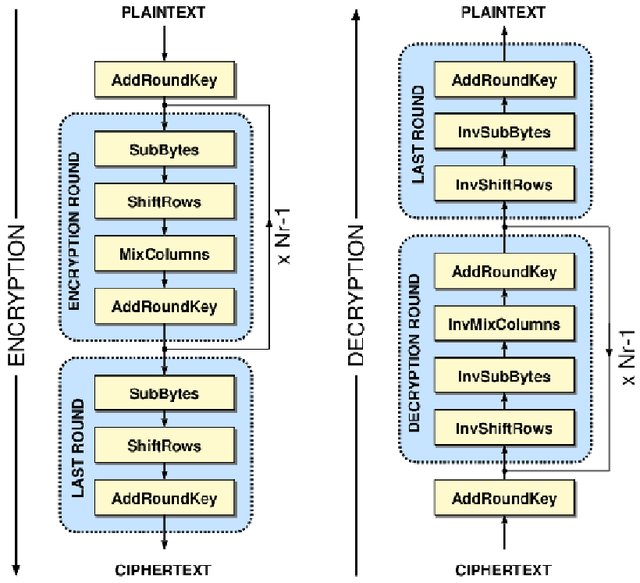 PLAINTEXT
AddRoundKey
ENCRYPTION ROUND
SubBytes
ShiftRows
MixColumns
AddRoundKey
x Nr-1
ENCRYPTION
LAST ROUND
SubBytes
ShiftRows
AddRoundKey
CIPHERTEXT
PLAINTEXT
LAST ROUND
AddRoundKey
InvSubBytes
InvShiftRows
DECRYPTION
DECRYPTION ROUND
AddRoundKey
InvMixColumns
InvSubBytes
InvShiftRows
x Nr-1
AddRoundKey
CIPHERTEXT